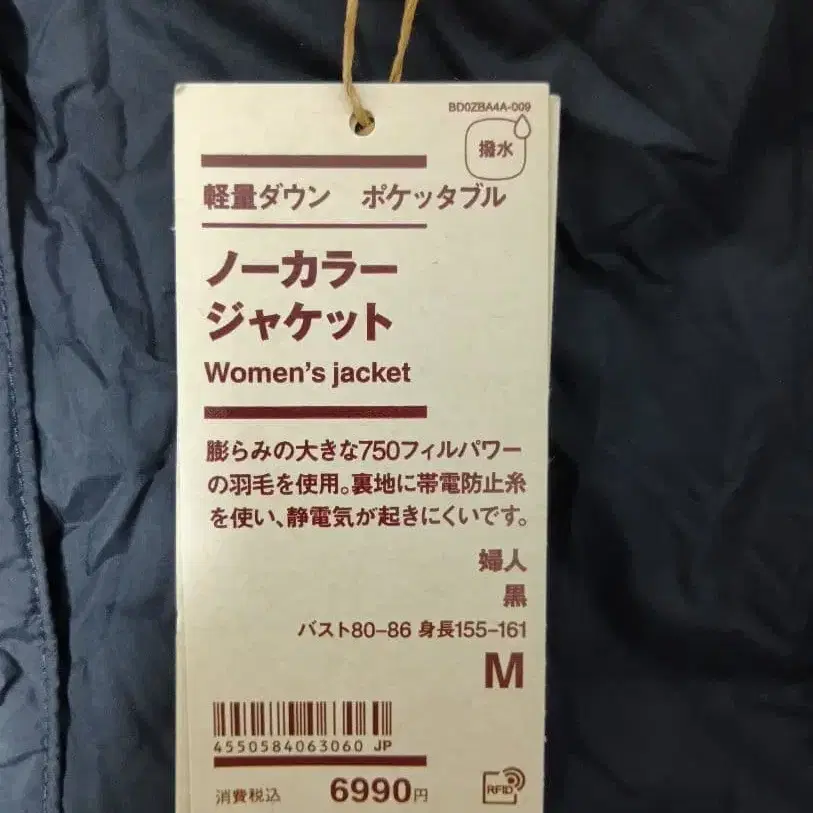 BD0ZBA4A-009
撥水
軽量ダウン ポケッタブル
ノーカラー
ジャケット
Women's jacket
膨らみの大きな750フィルパワー
の羽毛を使用。裏地に帯電防止糸
を使い、静電気が起きにくいです。
婦人
黒
バスト80-86 身長155-161
M
4550584063060 JP
消費税込 6990円
RFID